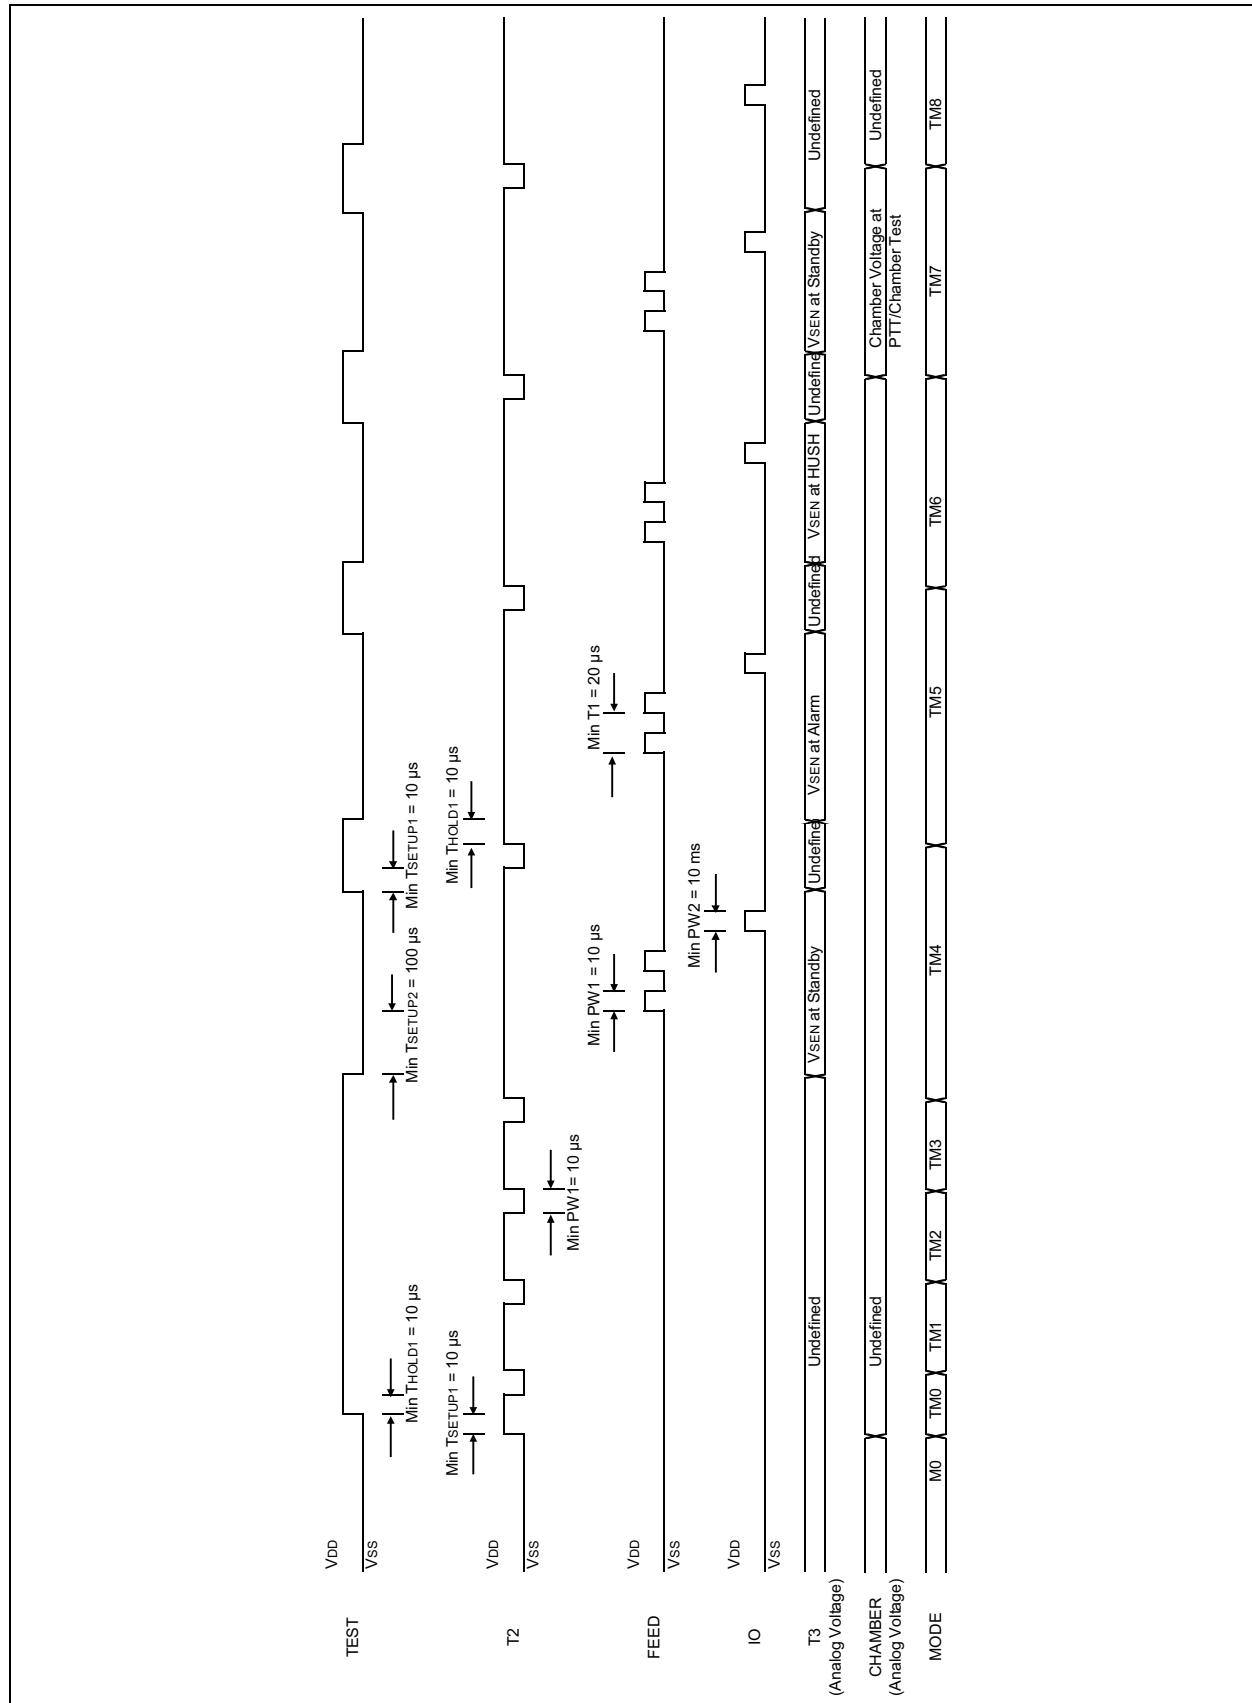 TEST
VDD
VSS
Min THOLD1 = 10 µs
Min TSETUP2 = 100 µs
Min TSETUP1 = 10 µs
T2
VDD
VSS
Min TSETUP1 = 10 µs
Min PW1= 10 µs
Min THOLD1 = 10 µs
FEED
VDD
VSS
Min PW1 = 10 µs
Min T1 = 20 µs
IO
VDD
VSS
Min PW2 = 10 ms
T3
(Analog Voltage)
Undefined
VSEN at Standby
Undefine
VSEN at Alarm
Undefined
VSEN at HUSH
Undefine
VSEN at Standby
Undefined
CHAMBER
(Analog Voltage)
Undefined
Chamber Voltage at
PTT/Chamber Test
Undefined
MODE
M0
TM0
TM1
TM2
TM3
TM4
TM5
TM6
TM7
TM8